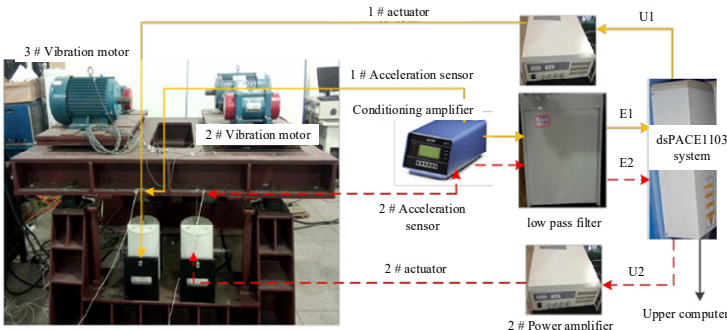 1 # actuator
U1
3 # Vibration motor
1 # Acceleration sensor
Conditioning amplifier
E1
2 # Vibration motor
dsPACE1103
system
E2
2 # Acceleration
sensor
low pass filter
2 # actuator
U2
Upper computer
2 # Power amplifier